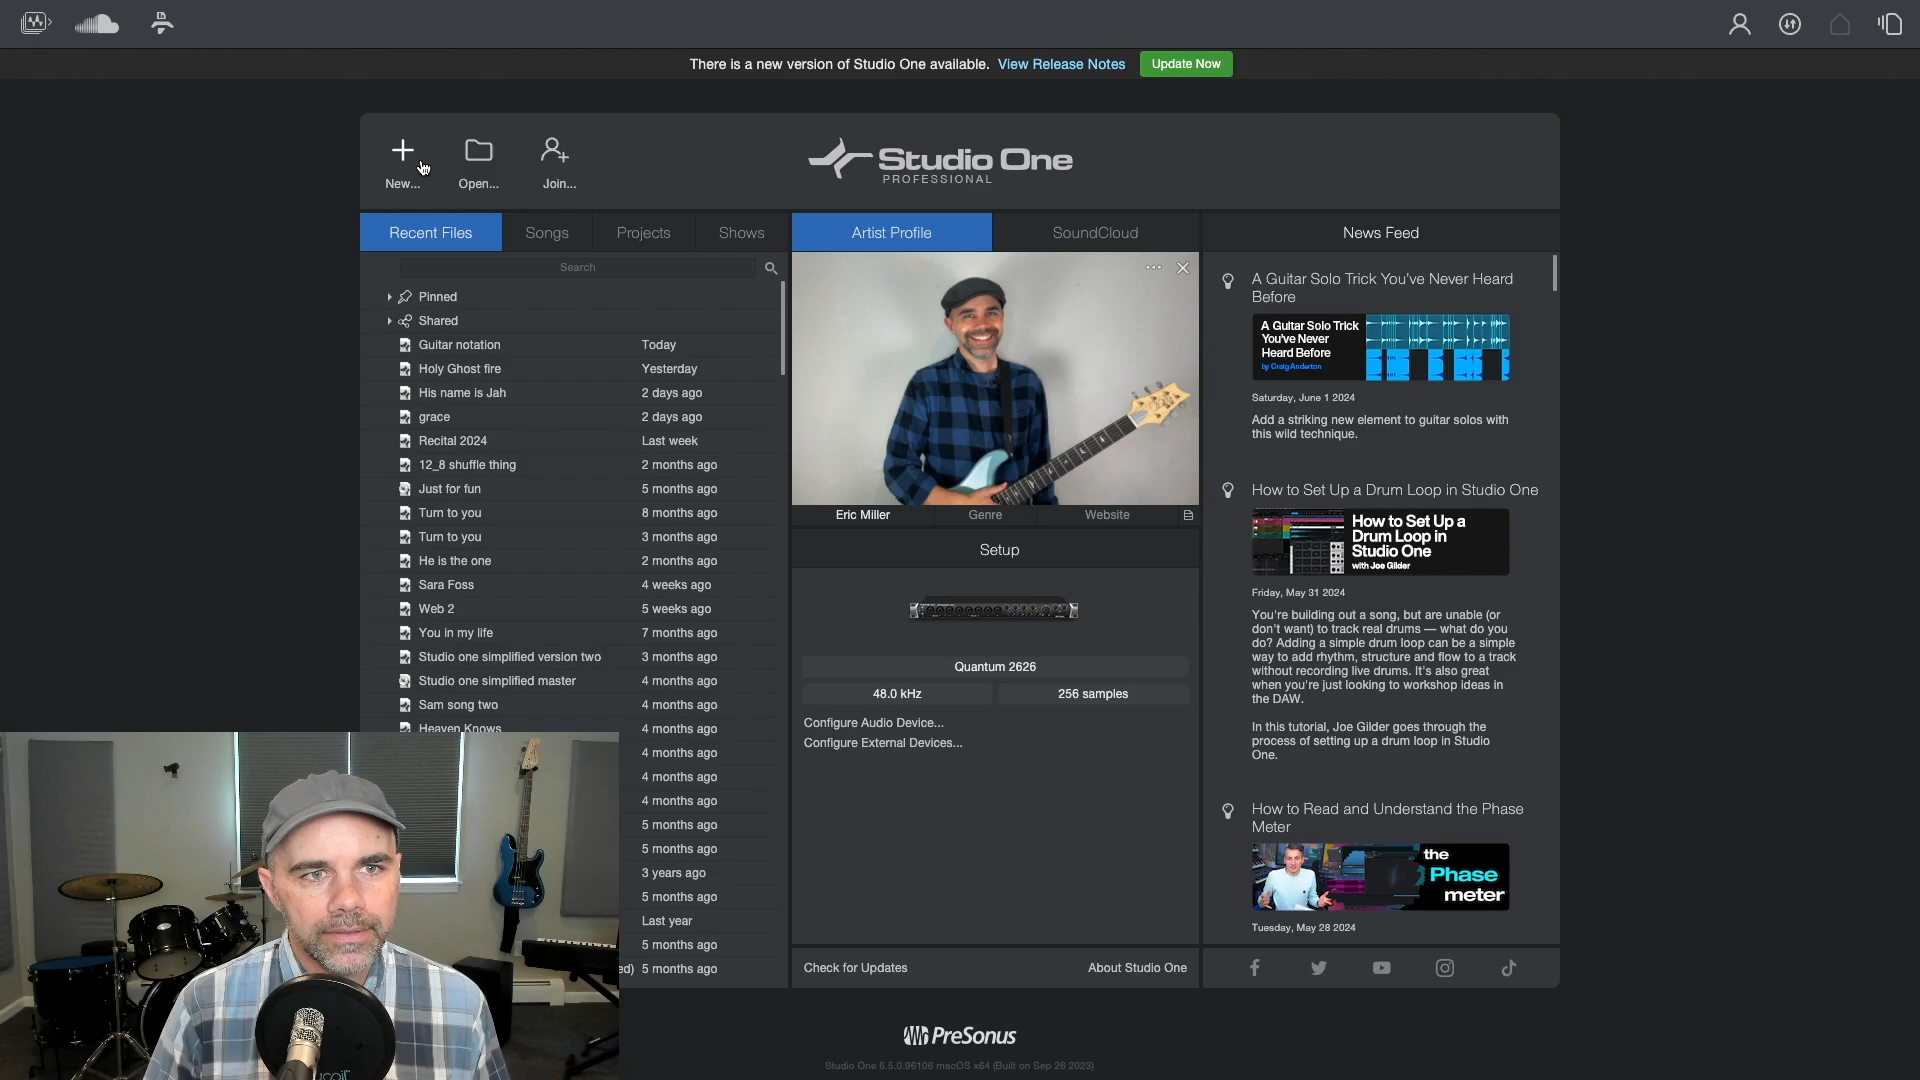 There is a new version of Studio One available. View Release Notes Update Now
New... Open... Join...
Studio One
PROFESSIONAL
Recent Files Songs Projects Shows
Search
Pinned
Shared
Guitar notation Today
Holy Ghost fire Yesterday
His name is Jah 2 days ago
grace 2 days ago
Recital 2024 Last week
12_8 shuffle thing 2 months ago
Just for fun 5 months ago
Turn to you 8 months ago
Turn to you 3 months ago
He is the one 2 months ago
Sara Foss 4 weeks ago
Web 2 5 weeks ago
You in my life 7 months ago
Studio one simplified version two 3 months ago
Studio one simplified master 4 months ago
Sam song two 4 months ago
Heaven Knows 4 months ago
4 months ago
4 months ago
4 months ago
5 months ago
5 months ago
3 years ago
5 months ago
Last year
5 months ago
ed) 5 months ago
Artist Profile SoundCloud
Eric Miller Genre Website
Setup
Quantum 2626
48.0 kHz 256 samples
Configure Audio Device...
Configure External Devices...
Check for Updates About Studio One
News Feed
A Guitar Solo Trick You've Never Heard
Before
A Guitar Solo Trick
You've Never
Heard Before
by Craig Anderton
Saturday, June 1 2024
Add a striking new element to guitar solos with
this wild technique.
How to Set Up a Drum Loop in Studio One
How to Set Up a
Drum Loop in
Studio One
with Joe Gilder
Friday, May 31 2024
You're building out a song, but are unable (or
don't want) to track real drums — what do you
do? Adding a simple drum loop can be a simple
way to add rhythm, structure and flow to a track
without recording live drums. It's also great
when you're just looking to workshop ideas in
the DAW.
In this tutorial, Joe Gilder goes through the
process of setting up a drum loop in Studio
One.
How to Read and Understand the Phase
Meter
the
Phase
meter
Tuesday, May 28 2024
PreSonus
Studio One 6.5.0.96106 macOS x64 (Built on Sep 26 2023)